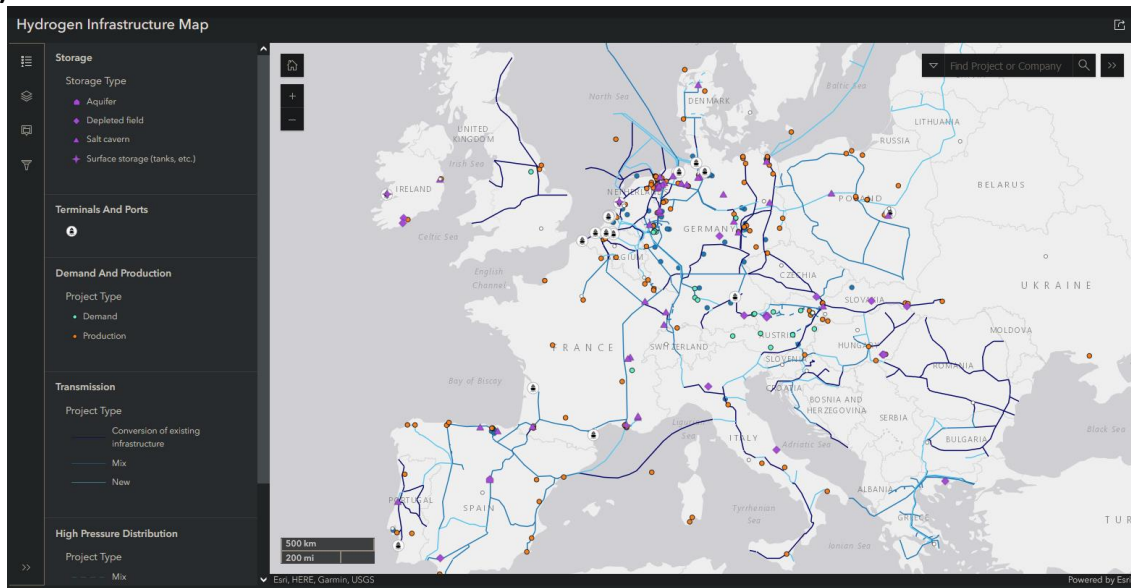 Hydrogen Infrastructure Map
Storage
Storage Type
Aquifer
Depleted field
Salt cavern
Surface storage (tanks, etc.)
Terminals And Ports
Demand And Production
Project Type
Demand
Production
Transmission
Project Type
Conversion of existing
infrastructure
Mix
New
High Pressure Distribution
Project Type
Mix
+
−
Find Project or Company
North Sea
Baltic Sea
DENMARK
LITHUANIA
UNITED
KINGDOM
RUSSIA
Irish Sea
IRELAND
BELARUS
NETHERLANDS
POLAND
GERMANY
Celtic Sea
BELGIUM
English
Channel
CZECHIA
UKRAINE
SLOVAKIA
MOLDOVA
AUSTRIA
FRANCE
SWITZERLAND
HUNGARY
SLOVENIA
ROMANIA
Bay of Biscay
CROATIA
BOSNIA AND
HERZEGOVINA
SERBIA
Ligurian
Sea
ITALY
Adriatic Sea
BULGARIA
Black Sea
ALBANIA
PORTUGAL
SPAIN
Tyrrhenian
Sea
GREECE
TUR
Ionian Sea
500 km
200 mi
Esri, HERE, Garmin, USGS
Powered by Esri